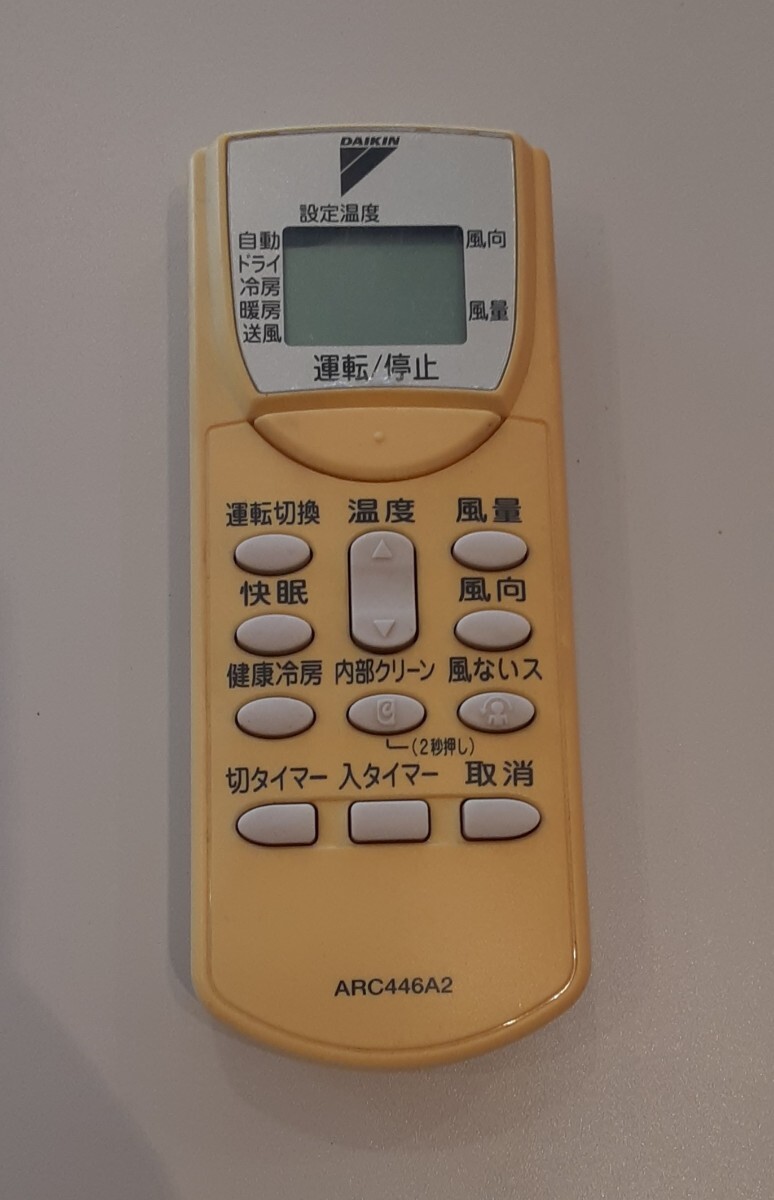 DAIKIN
設定温度
自動 風向
ドライ
冷房
暖房 風量
送風
運転/停止
運転切換 温度 風量
快眠 風向
健康冷房 内部クリーン 風ないス
(2秒押し)
切タイマー 入タイマー 取消
ARC446A2